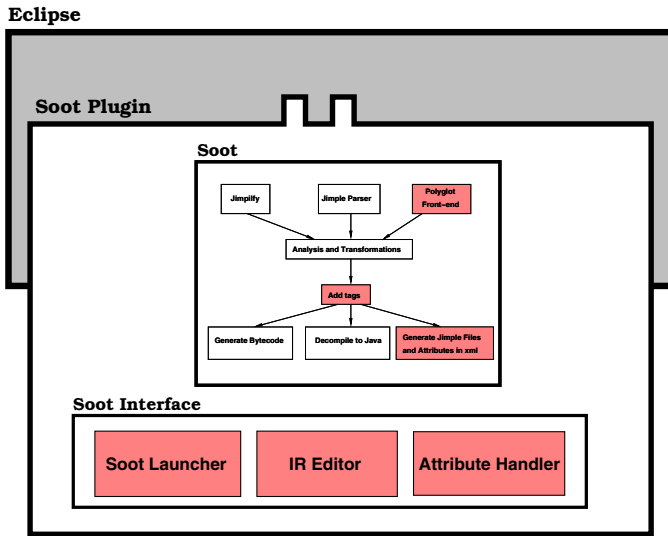 Eclipse
Soot Plugin
Soot
Jimpilfy
Jimple Parser
Polyglot
Front-end
Analysis and Transformations
Add tags
Generate Bytecode
Decompile to Java
Generate Jimple Files
and Attributes in xml
Soot Interface
Soot Launcher
IR Editor
Attribute Handler